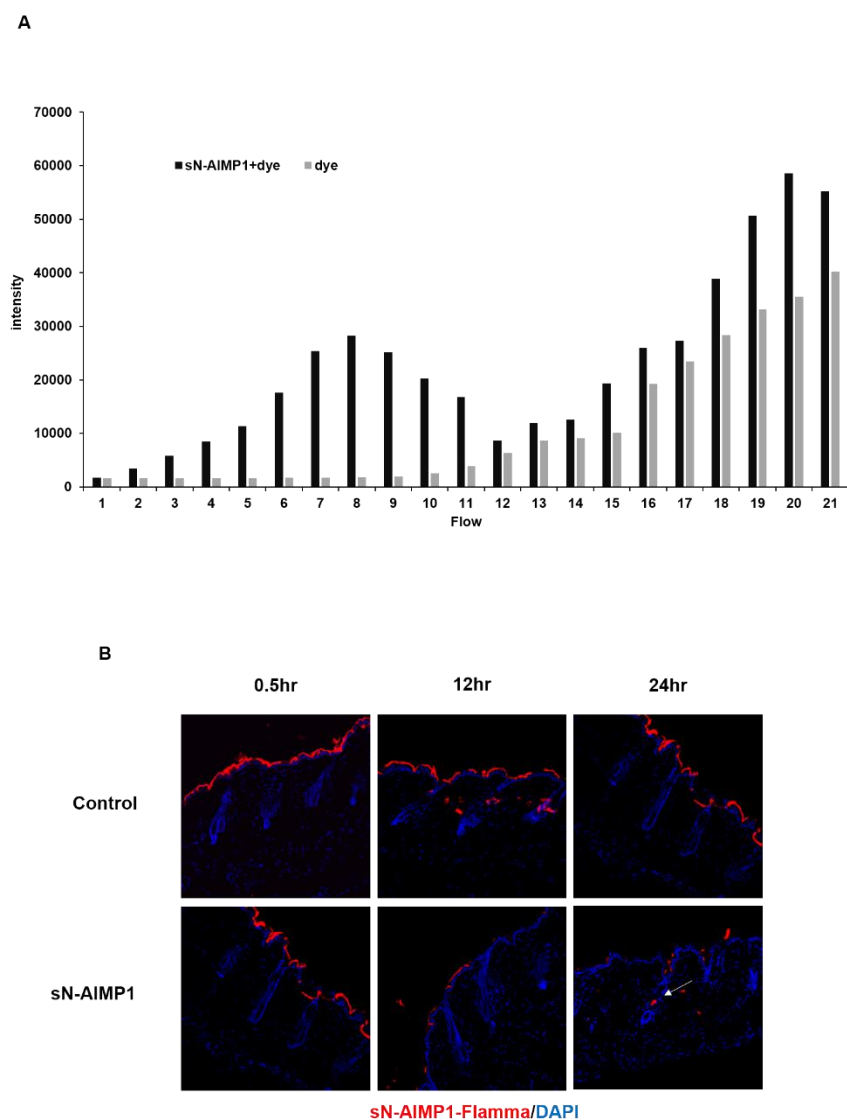 A
70000
60000
50000
40000
30000
20000
10000
0
intensity
sN-AIMP1+dye dye
1 2 3 4 5 6 7 8 9 10 11 12 13 14 15 16 17 18 19 20 21
Flow
B
0.5hr 12hr 24hr
Control
sN-AIMP1
sN-AIMP1-Flamma/DAPI